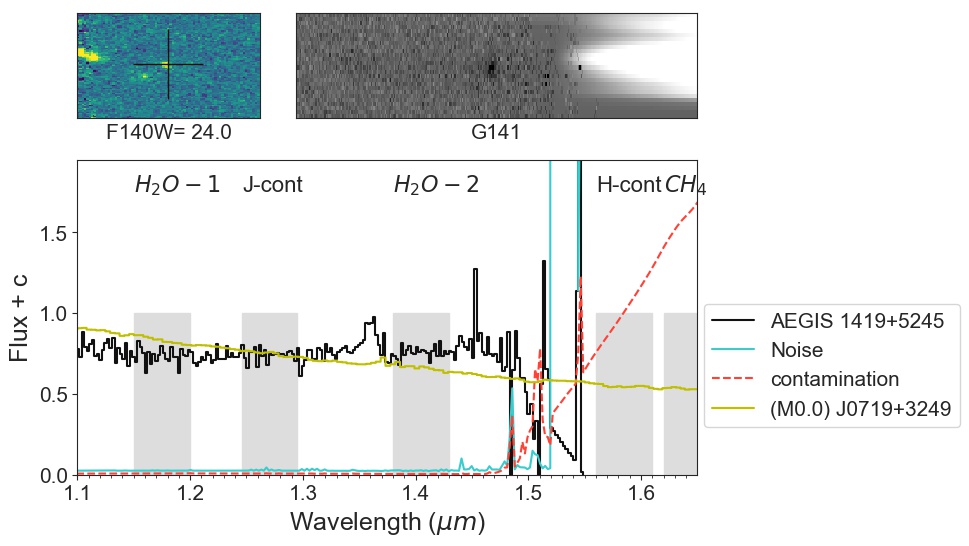 F140W= 24.0
G141
H₂O − 1
J-cont
H₂O − 2
H-cont
CH₄
Flux + c
1.5
1.0
0.5
0.0
1.1
1.2
1.3
1.4
1.5
1.6
Wavelength (μm)
AEGIS 1419+5245
Noise
contamination
(M0.0) J0719+3249